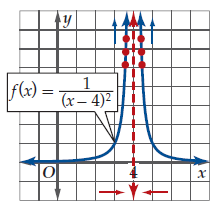 y
f(x) = 1/(x – 4)²
O 4 x